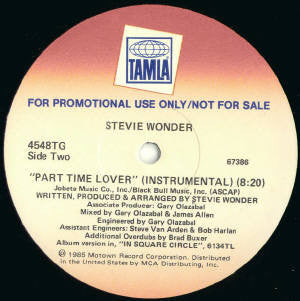 TAMLA
FOR PROMOTIONAL USE ONLY/NOT FOR SALE
STEVIE WONDER
4548TG
Side Two
67386
"PART TIME LOVER" (INSTRUMENTAL) (8:20)
Jobete Music Co., Inc./Black Bull Music, Inc. (ASCAP)
WRITTEN, PRODUCED & ARRANGED BY STEVIE WONDER
Associate Producer: Gary Olazabal
Mixed by Gary Olazabal & James Allen
Engineered by Gary Olazabal
Assistant Engineers: Steve Van Arden & Bob Harlan
Additional Overdubs by Brad Buxer
Album version in, "IN SQUARE CIRCLE", 6134TL
℗ © 1985 Motown Record Corporation. Distributed
in the United States by MCA Distributing, Inc.